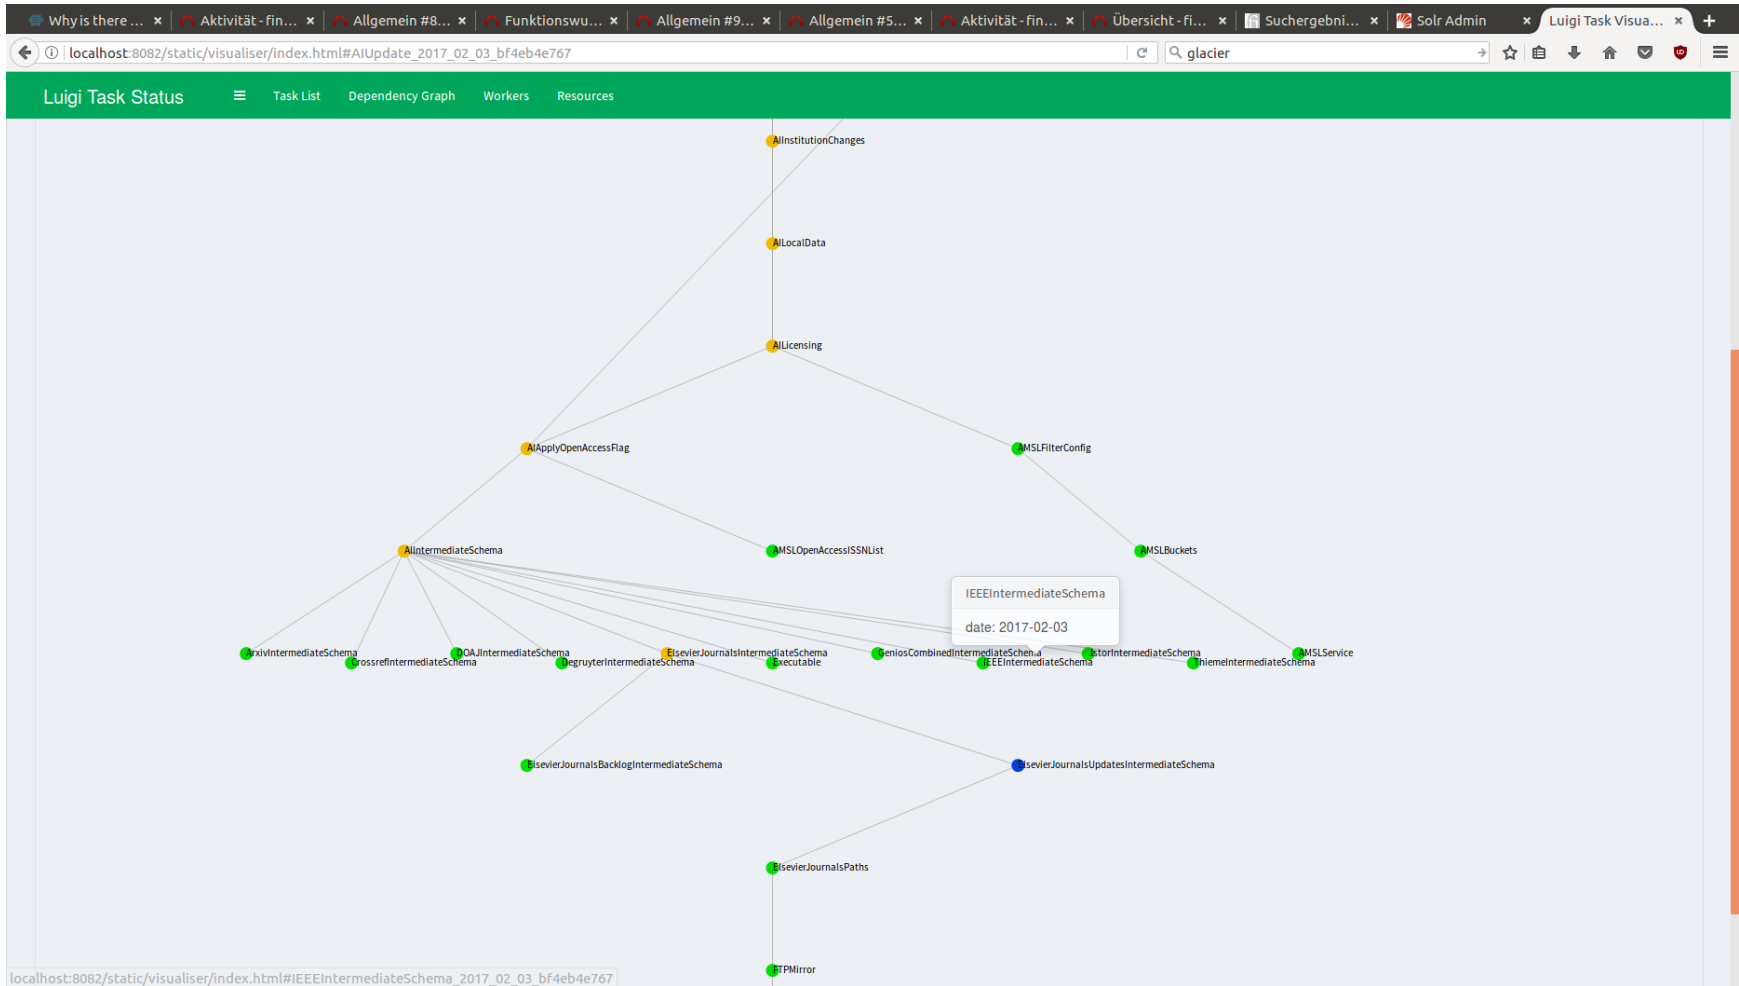 Why is there ... Aktivität - fin... Allgemein #8... Funktionswu... Allgemein #9... Allgemein #5... Aktivität - fin... Übersicht - fi... Suchergebni... Solr Admin Luigi Task Visua...
localhost:8082/static/visualiser/index.html#AIUpdate_2017_02_03_bf4eb4e767 glacier
Luigi Task Status Task List Dependency Graph Workers Resources
AIInstitutionChanges
AILocalData
AILicensing
AIApplyOpenAccessFlag AMSLFilterConfig
AIIntermediateSchema AMSLOpenAccessISSNList AMSLBuckets
IEEEIntermediateSchema
date: 2017-02-03
ArxivIntermediateSchema DOAJIntermediateSchema ElsevierJournalsIntermediateSchema GeniosCombinedIntermediateSchema JstorIntermediateSchema AMSLService
CrossrefIntermediateSchema DegruyterIntermediateSchema Executable IEEEIntermediateSchema ThiemeIntermediateSchema
ElsevierJournalsBacklogIntermediateSchema ElsevierJournalsUpdatesIntermediateSchema
ElsevierJournalsPaths
FTPMirror
localhost:8082/static/visualiser/index.html#IEEEIntermediateSchema_2017_02_03_bf4eb4e767